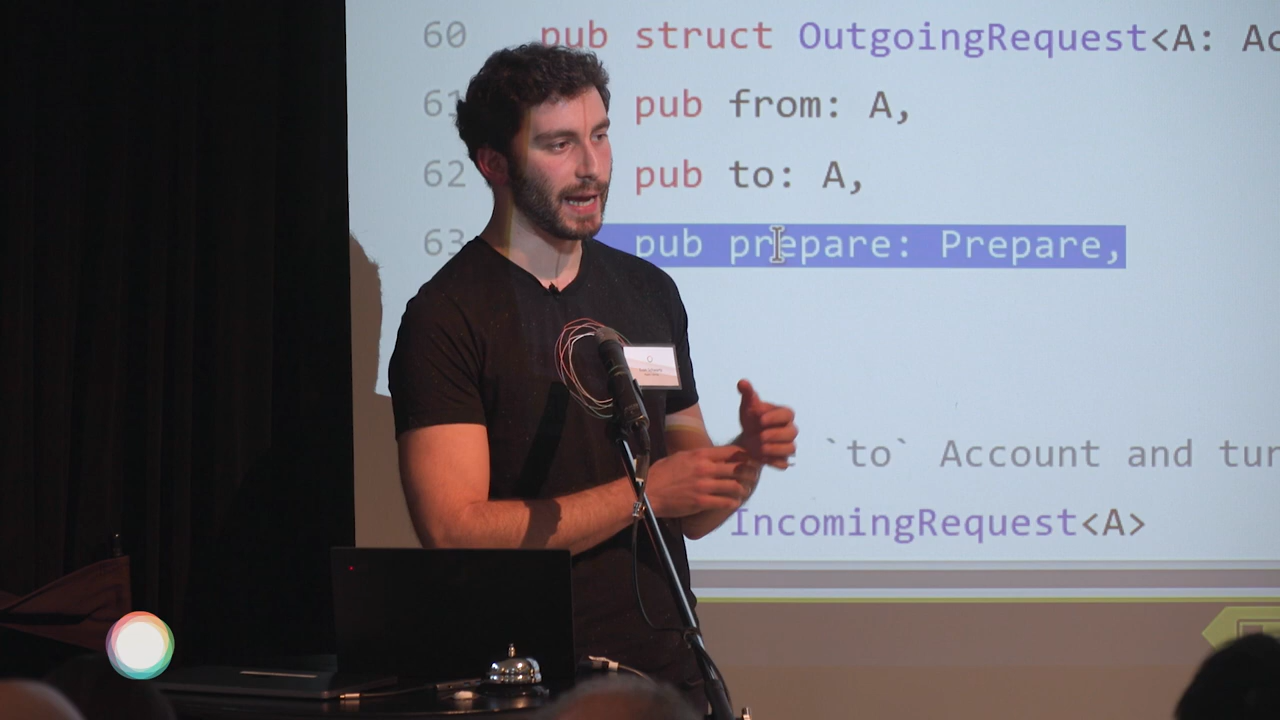 60 pub struct OutgoingRequest<A: Ac
61 pub from: A,
62 pub to: A,
63 pub prepare: Prepare,
`to` Account and tur
IncomingRequest<A>